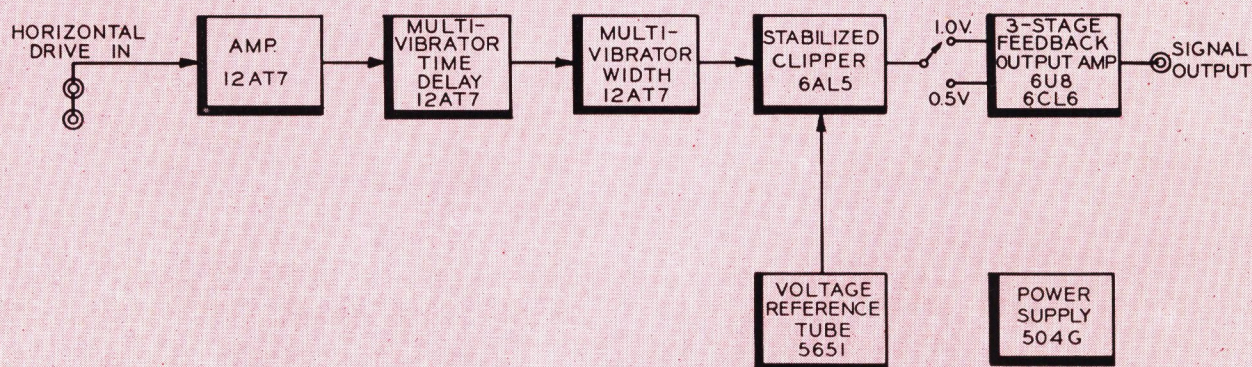 HORIZONTAL
DRIVE IN
AMP.
12AT7
MULTI-
VIBRATOR
TIME
DELAY
12AT7
MULTI-
VIBRATOR
WIDTH
12AT7
STABILIZED
CLIPPER
6AL5
1.0V.
0.5V
3-STAGE
FEEDBACK
OUTPUT AMP
6U8
6CL6
SIGNAL
OUTPUT
VOLTAGE
REFERENCE
TUBE
5651
POWER
SUPPLY
5O4G